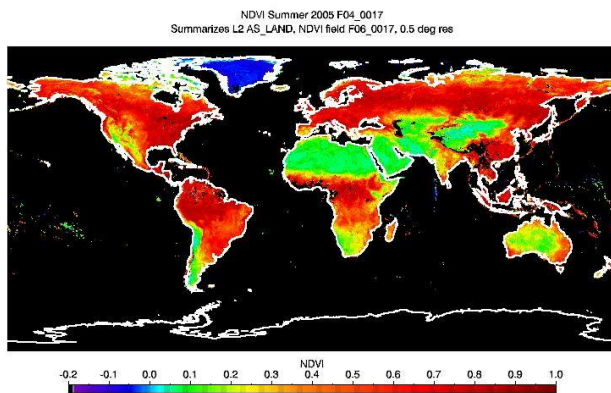 NDVI Summer 2005 F04_0017
Summarizes L2 AS_LAND, NDVI field F06_0017, 0.5 deg res
NDVI
-0.2 -0.1 0.0 0.1 0.2 0.3 0.4 0.5 0.6 0.7 0.8 0.9 1.0